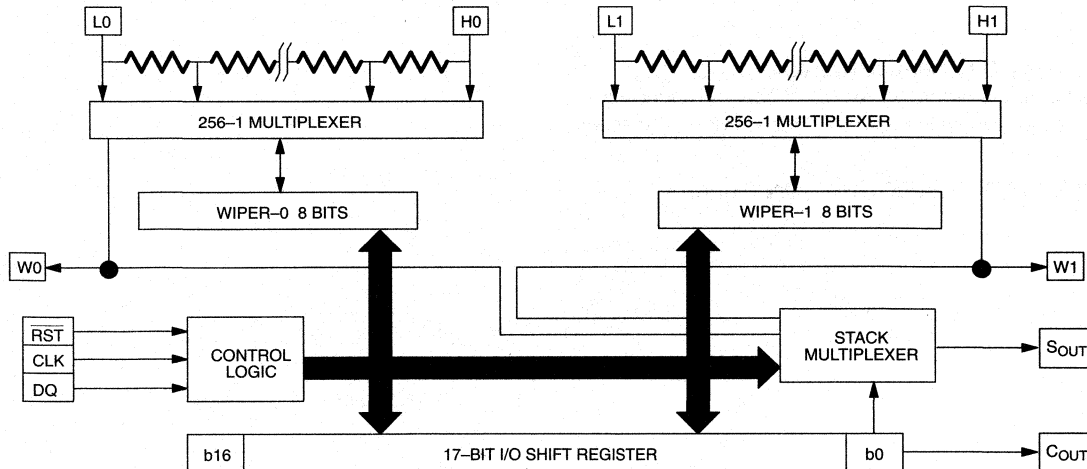 L0
H0
L1
H1
256–1 MULTIPLEXER
256–1 MULTIPLEXER
WIPER–0 8 BITS
WIPER–1 8 BITS
W0
W1
RST
CLK
DQ
CONTROL
LOGIC
STACK
MULTIPLEXER
SOUT
b16
17–BIT I/O SHIFT REGISTER
b0
COUT